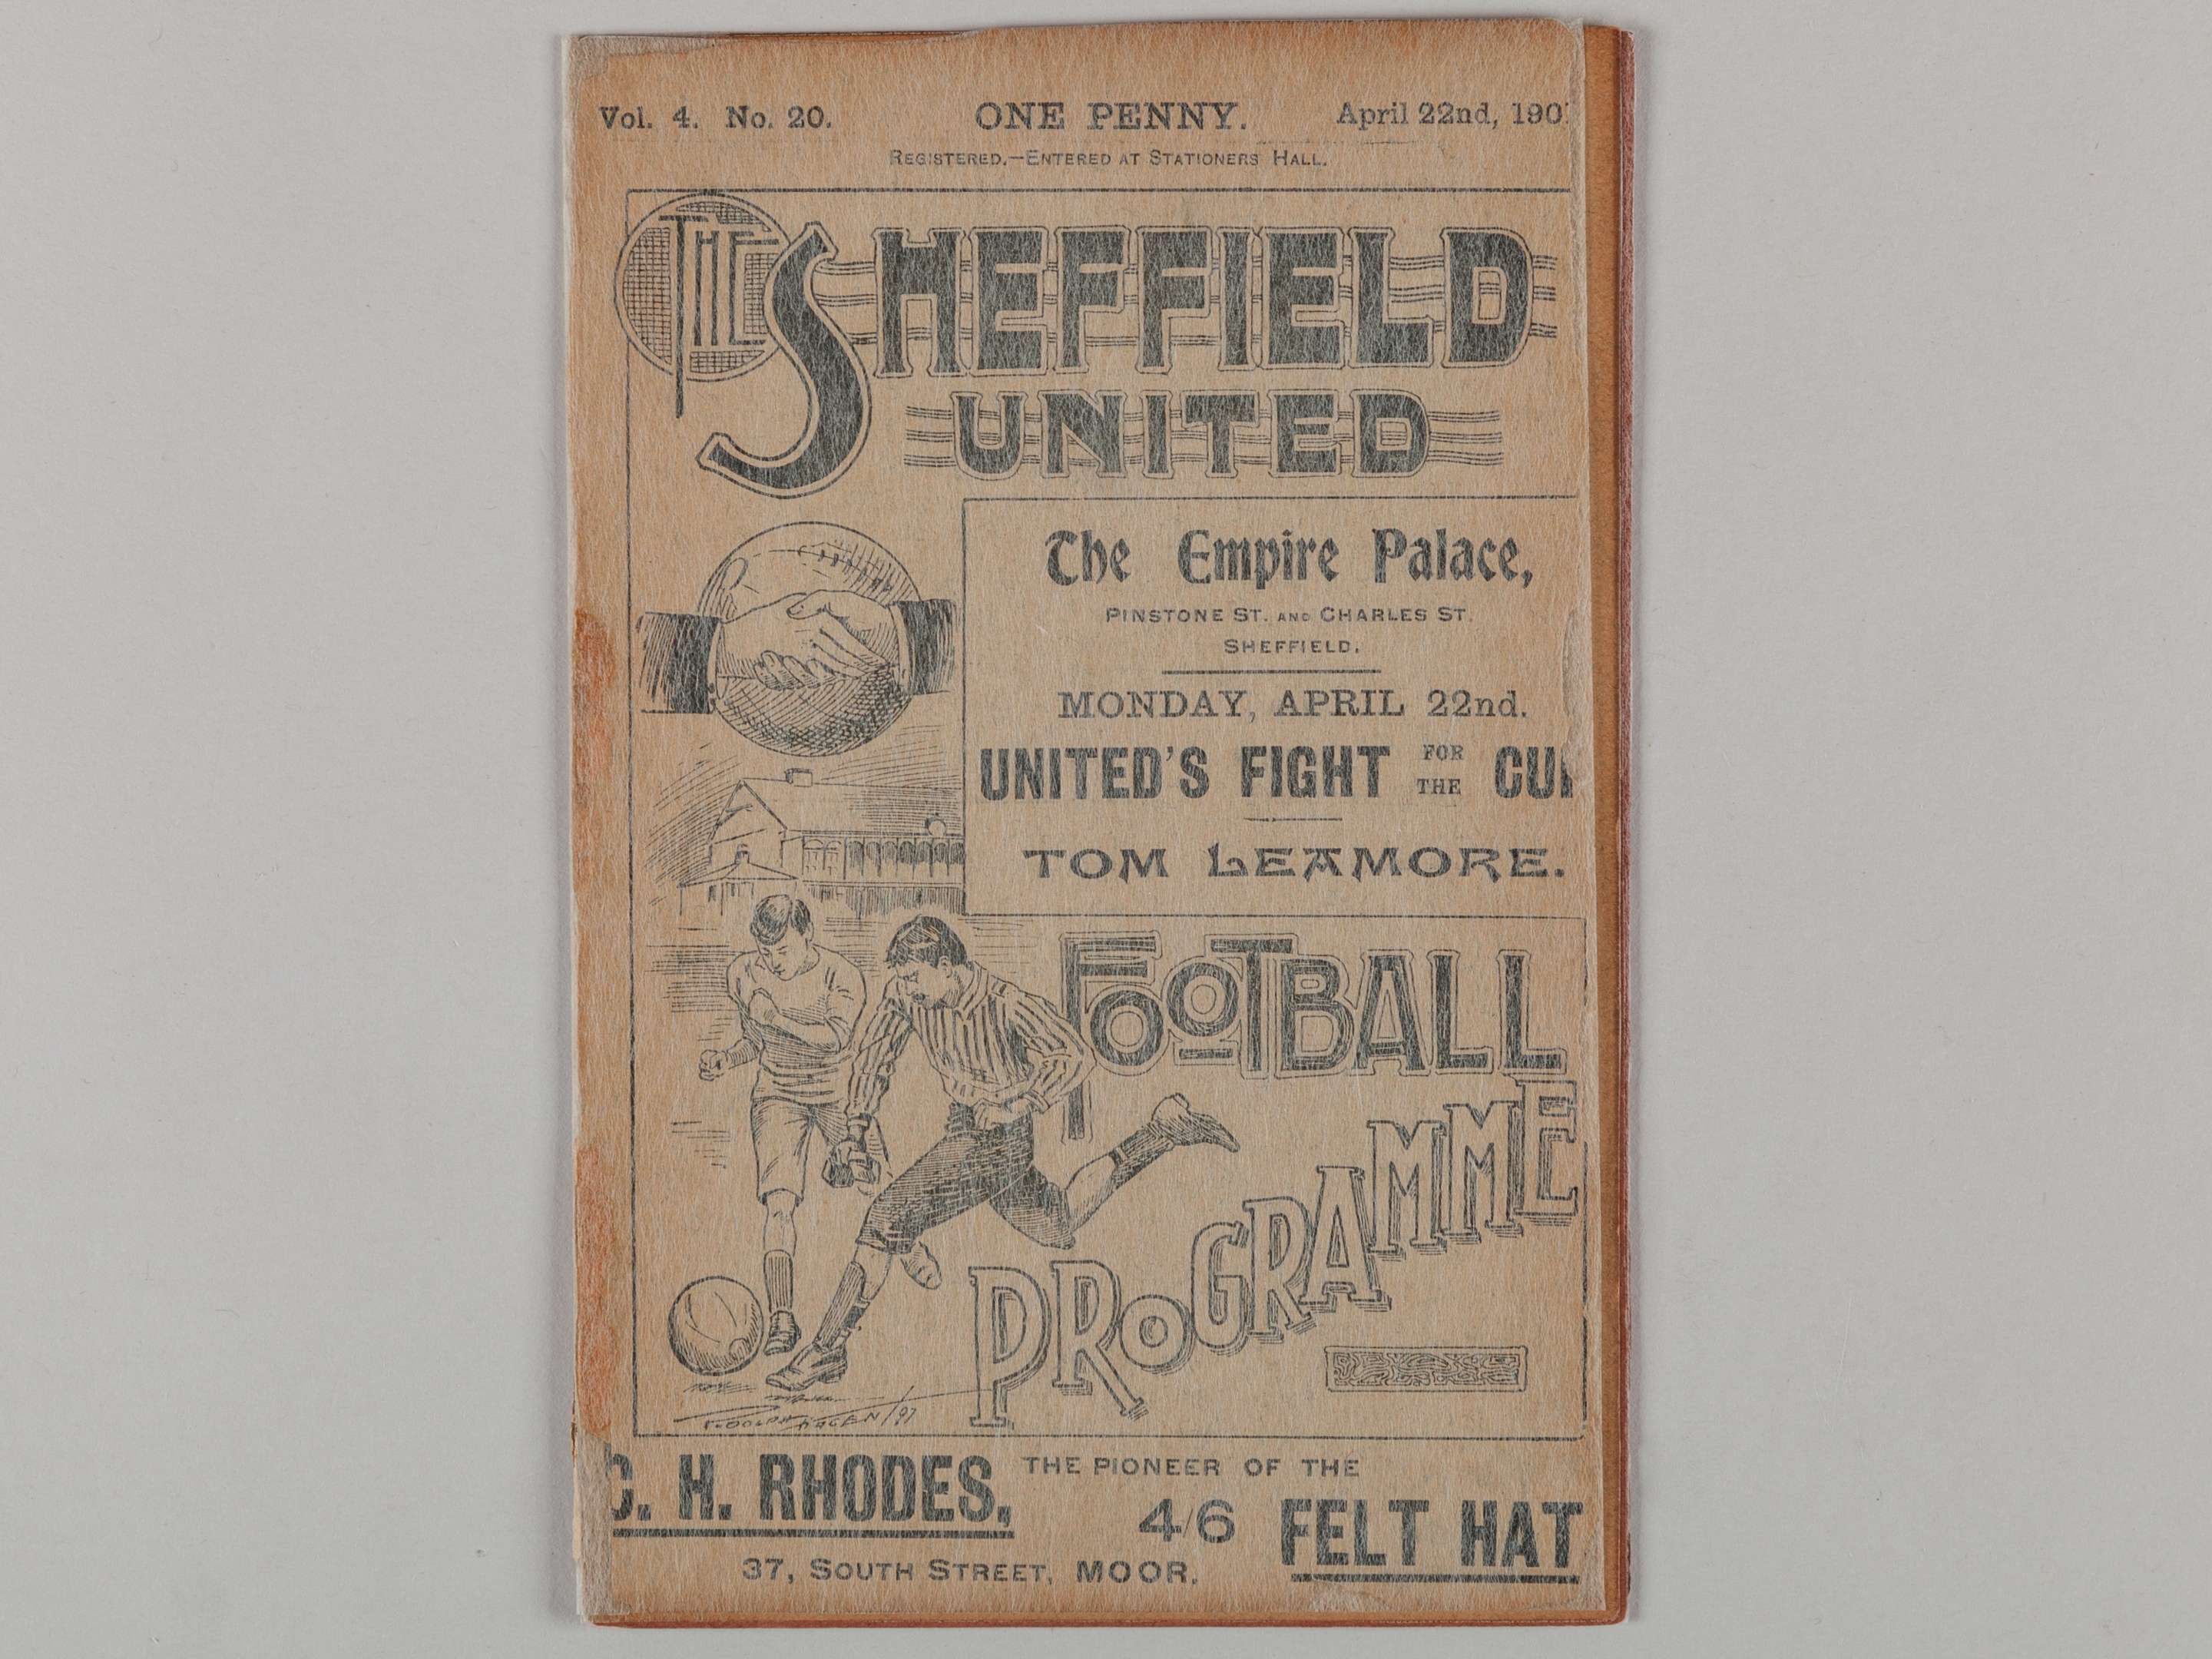 Vol. 4. No. 20. ONE PENNY. April 22nd, 190
REGISTERED.—ENTERED AT STATIONERS HALL.
THE SHEFFIELD
UNITED
The Empire Palace,
PINSTONE ST. AND CHARLES ST.
SHEFFIELD.
MONDAY, APRIL 22nd.
UNITED'S FIGHT FOR THE CU
TOM LEAMORE.
FOOTBALL
PROGRAMME
C. H. RHODES, THE PIONEER OF THE
4/6 FELT HAT
37, SOUTH STREET, MOOR.